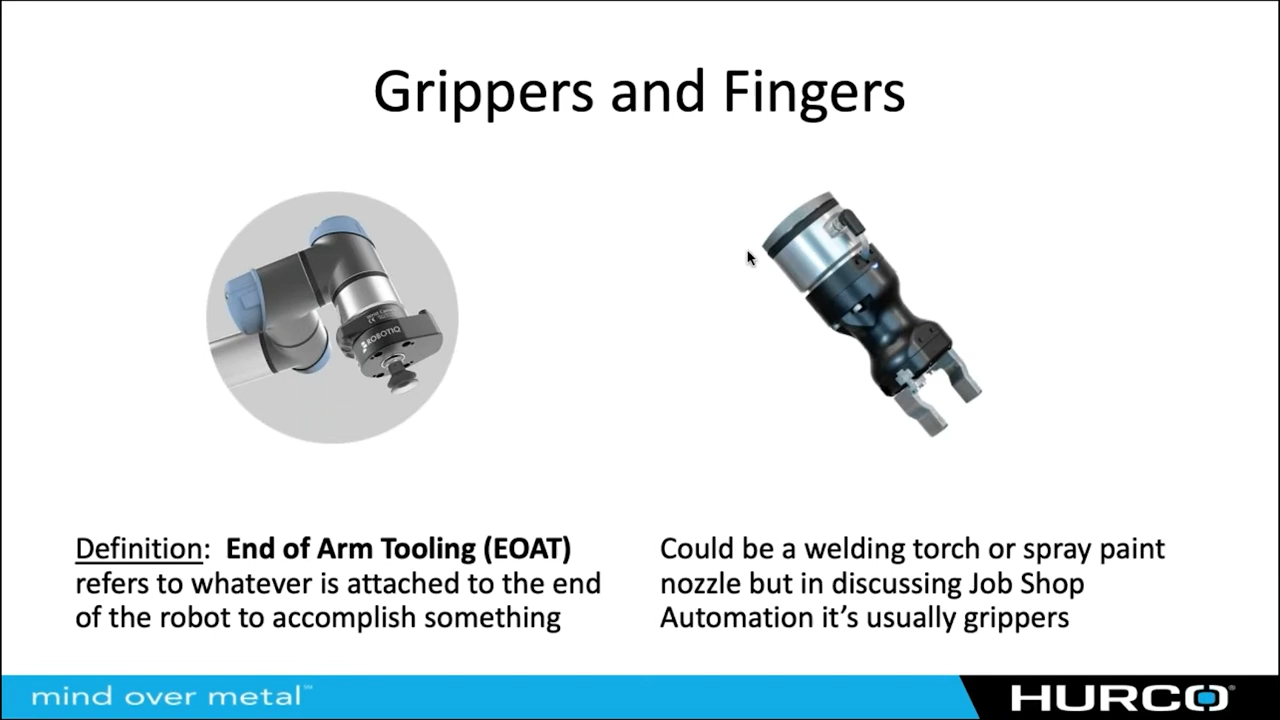 Grippers and Fingers
ROBOTIQ
Definition: End of Arm Tooling (EOAT)
refers to whatever is attached to the end
of the robot to accomplish something
Could be a welding torch or spray paint
nozzle but in discussing Job Shop
Automation it's usually grippers
mind over metal™
HURCO®